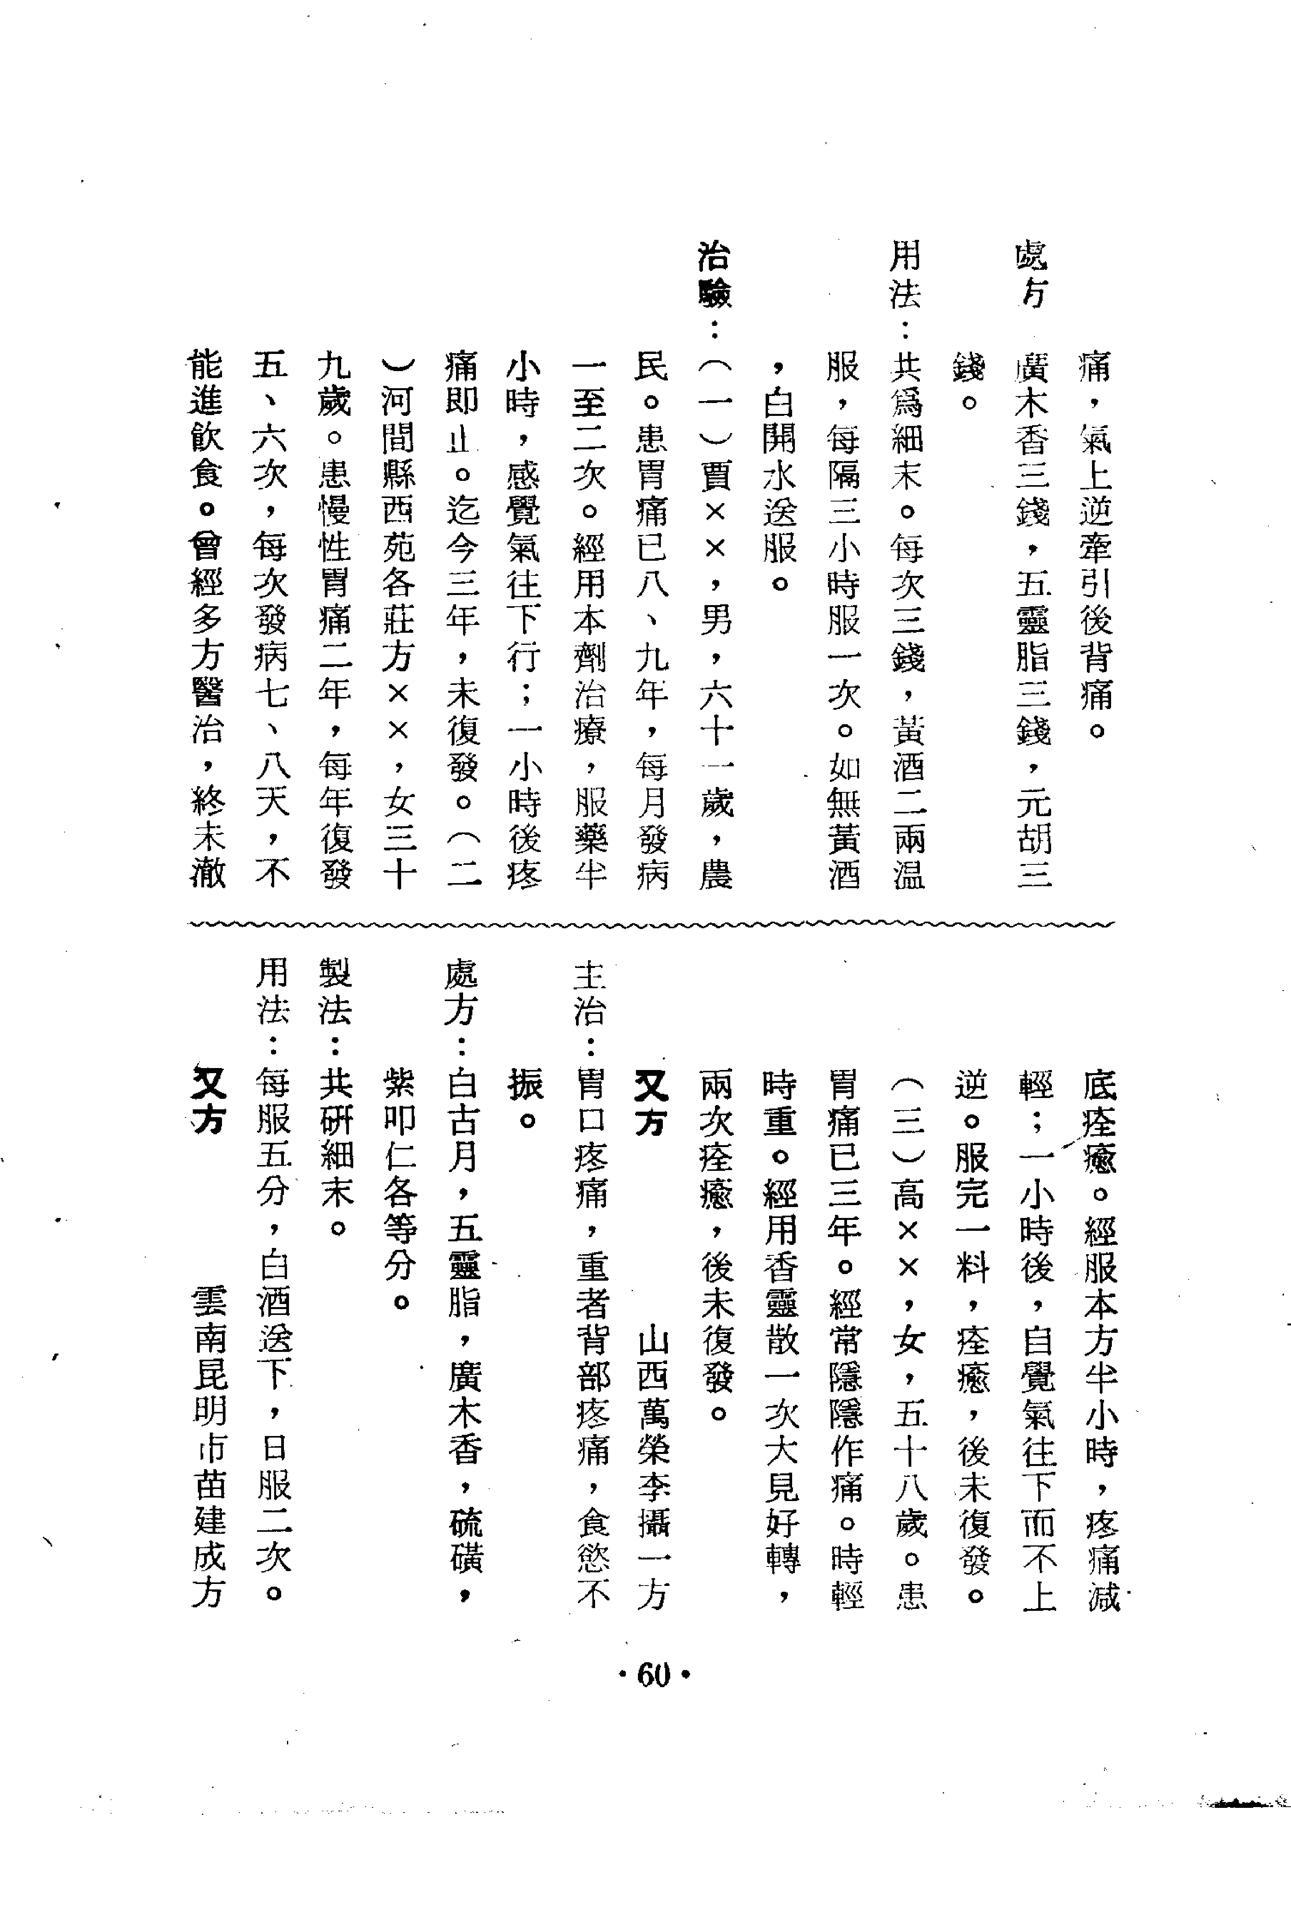 痛，氣上逆牽引後背痛。
處方　廣木香三錢，五靈脂三錢，元胡三
錢。
用法：共爲細末。每次三錢，黃酒二兩温
服，每隔三小時服一次。如無黃酒
，白開水送服。
治驗：（一）賈××，男，六十一歲，農
民。患胃痛已八、九年，每月發病
一至二次。經用本劑治療，服藥半
小時，感覺氣往下行；一小時後疼
痛即止。迄今三年，未復發。（二
）河間縣西苑各莊方××，女三十
九歲。患慢性胃痛二年，每年復發
五、六次，每次發病七、八天，不
能進飲食。曾經多方醫治，終未澈
底痊癒。經服本方半小時，疼痛減
輕；一小時後，自覺氣往下而不上
逆。服完一料，痊癒，後未復發。
（三）高××，女，五十八歲。患
胃痛已三年。經常隱隱作痛。時輕
時重。經用香靈散一次大見好轉，
兩次痊癒，後未復發。
又方　山西萬榮李攝一方
主治：胃口疼痛，重者背部疼痛，食慾不
振。
處方：白古月，五靈脂，廣木香，硫磺，
紫叩仁各等分。
製法：共研細末。
用法：每服五分，白酒送下，日服二次。
又方　雲南昆明市苗建成方
·60·